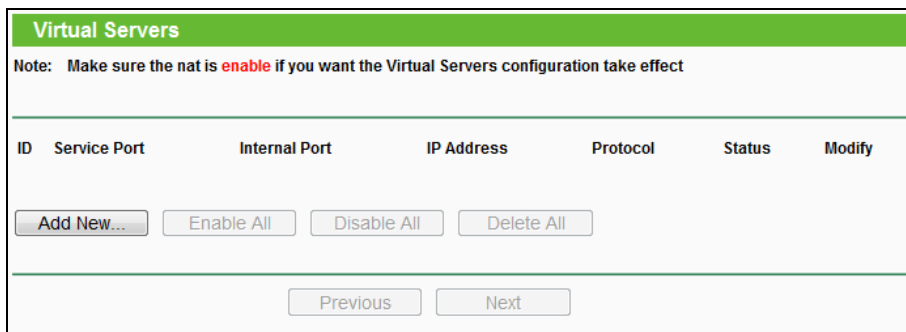 Virtual Servers
Note: Make sure the nat is enable if you want the Virtual Servers configuration take effect
ID Service Port Internal Port IP Address Protocol Status Modify
Add New... Enable All Disable All Delete All
Previous Next